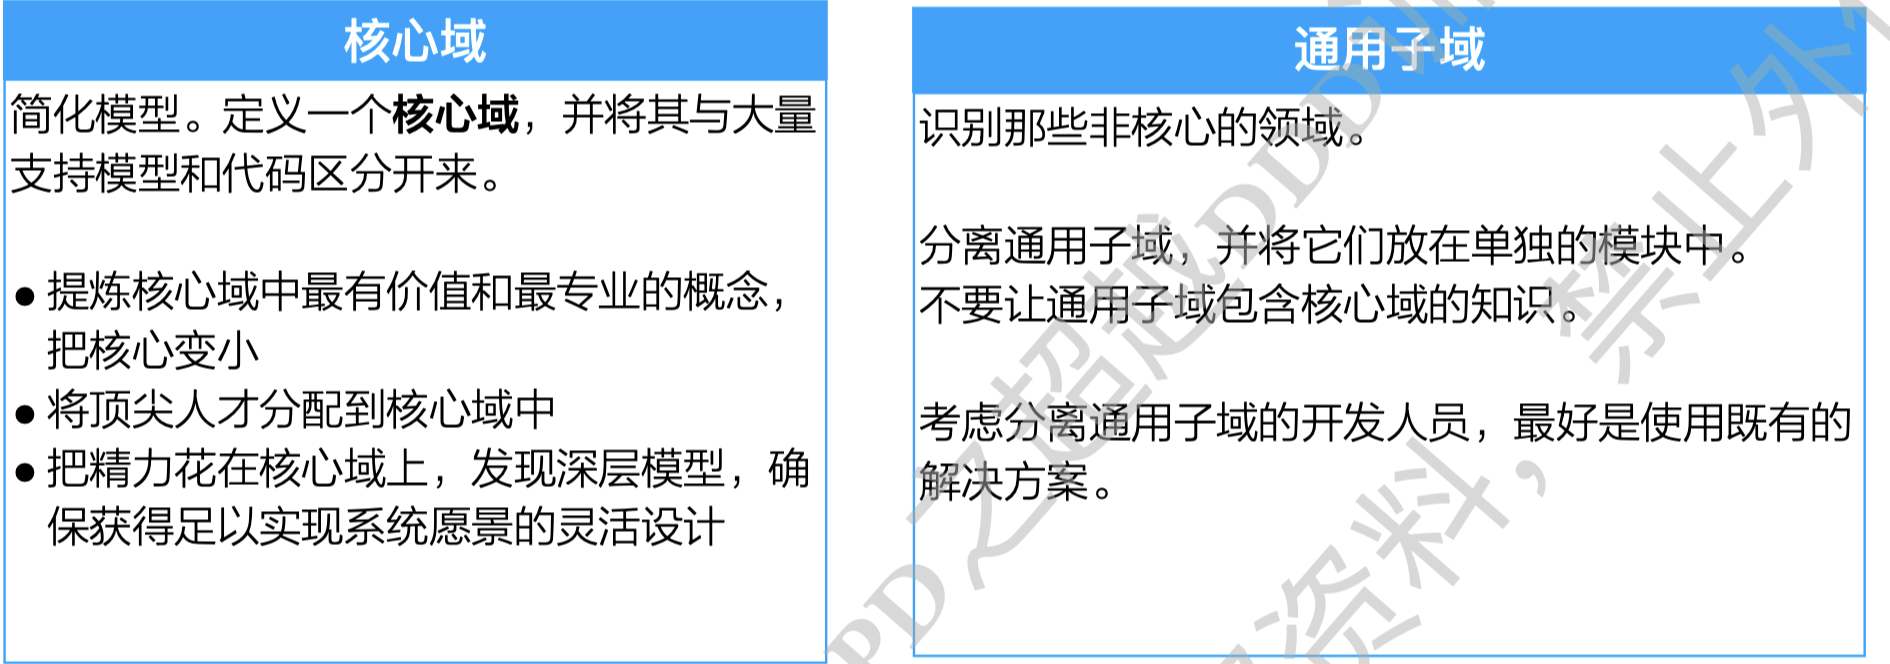 核心域
简化模型。定义一个核心域，并将其与大量
支持模型和代码区分开来。
● 提炼核心域中最有价值和最专业的概念，
把核心变小
● 将顶尖人才分配到核心域中
● 把精力花在核心域上，发现深层模型，确
保获得足以实现系统愿景的灵活设计
通用子域
识别那些非核心的领域。
分离通用子域，并将它们放在单独的模块中。
不要让通用子域包含核心域的知识。
考虑分离通用子域的开发人员，最好是使用既有的
解决方案。
PD之超越DDD
资料，禁止外